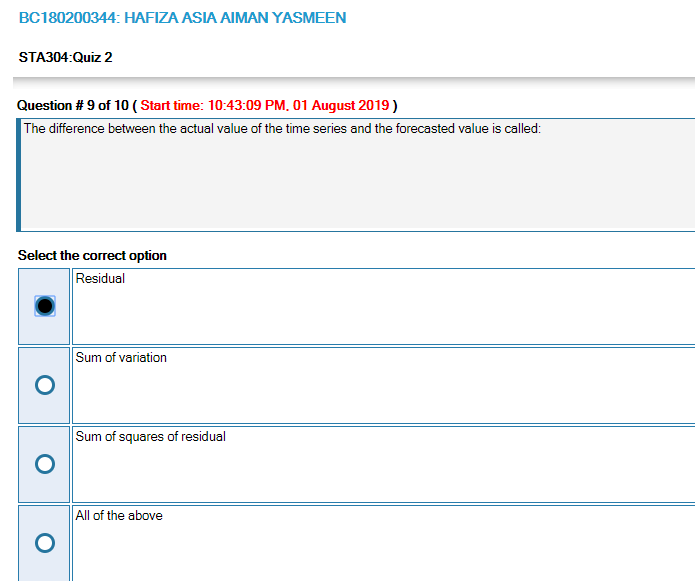 BC180200344: HAFIZA ASIA AIMAN YASMEEN
STA304:Quiz 2
Question # 9 of 10 ( Start time: 10:43:09 PM, 01 August 2019 )
The difference between the actual value of the time series and the forecasted value is called:
Select the correct option
Residual
Sum of variation
Sum of squares of residual
All of the above